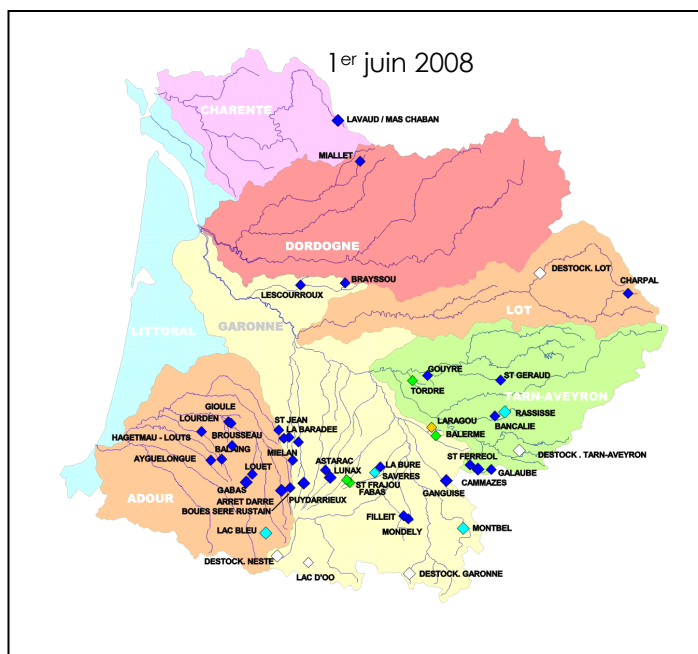 1er juin 2008
CHARENTE
LAVAUD / MAS CHABAN
MIALLET
DORDOGNE
DESTOCK. LOT
BRAYSSOU
CHARPAL
LESCOURROUX
LOT
LITTORAL
GARONNE
GOUYRE
ST GERAUD
TORDRE
TARN-AVEYRON
GIOULE
ST JEAN
LARAGOU
RASSISSE
LOURDEN
LA BARADEE
BANCALIE
HAGETMAU - LOUTS
BROUSSEAU
BALERME
BALAING
MIELAN
ST FERREOL
DESTOCK . TARN-AVEYRON
AYGUELONGUE
LOUET
ASTARAC
LA BURE
LUNAX
SAVERES
GALAUBE
ADOUR
GABAS
ST FRAJOU
CAMMAZES
ARRET DARRE
PUYDARRIEUX
FABAS
GANGUISE
BOUES SERE RUSTAIN
FILLEIT
LAC BLEU
MONDELY
MONTBEL
DESTOCK. NESTE
LAC D'OO
DESTOCK. GARONNE